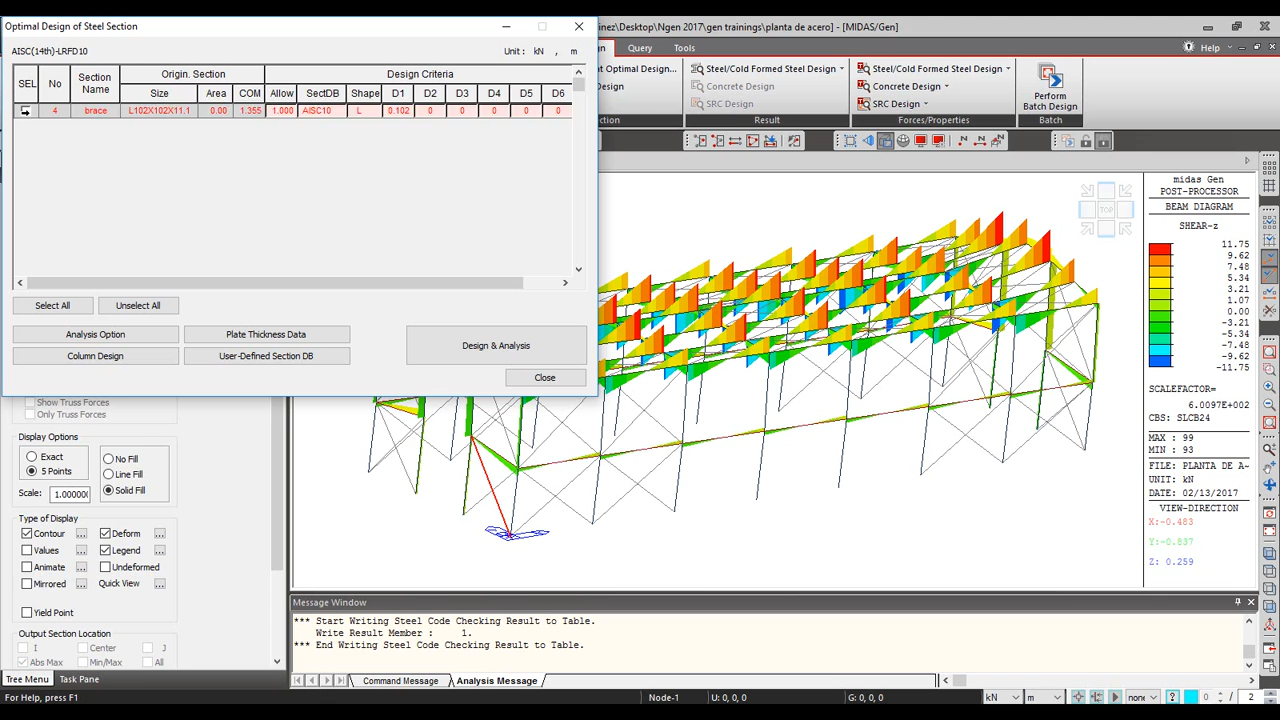 Optimal Design of Steel Section
inez\Desktop\Ngen 2017\gen trainings\planta de acero] - [MIDAS/Gen]
AISC(14th)-LRFD10
Unit : kN , m
Query Tools
Help
SEL No Section Name Origin. Section Design Criteria
Size Area COM Allow SectDB Shape D1 D2 D3 D4 D5 D6
4 brace L102X102X11.1 0.00 1.355 1.000 AISC10 L 0.102 0 0 0 0 0
Optimal Design...
Design
Steel/Cold Formed Steel Design
Concrete Design
SRC Design
Result
Steel/Cold Formed Steel Design
Concrete Design
SRC Design
Forces/Properties
Perform
Batch Design
Batch
Select All Unselect All
Analysis Option Plate Thickness Data
Column Design User-Defined Section DB
Design & Analysis
Close
TOP
midas Gen
POST-PROCESSOR
BEAM DIAGRAM
SHEAR-z
11.75
9.62
7.48
5.34
3.21
1.07
0.00
-3.21
-5.34
-7.48
-9.62
-11.75
SCALEFACTOR=
6.0097E+002
CBS: SLCB24
MAX : 99
MIN : 93
FILE: PLANTA DE A~
UNIT: kN
DATE: 02/13/2017
VIEW-DIRECTION
X:-0.483
Y:-0.837
Z: 0.259
Show Truss Forces
Only Truss Forces
Display Options
Exact
5 Points
No Fill
Line Fill
Solid Fill
Scale: 1.00000(
Type of Display
Contour ... Deform ...
Values ... Legend ...
Animate ... Undeformed
Mirrored ... Quick View ...
Yield Point
Output Section Location
I Center J
Abs Max Min/Max All
Tree Menu Task Pane
Message Window
*** Start Writing Steel Code Checking Result to Table.
Write Result Member : 1.
*** End Writing Steel Code Checking Result to Table.
Command Message Analysis Message
For Help, press F1
Node-1
U: 0, 0, 0
G: 0, 0, 0
kN
m
none
? / 2